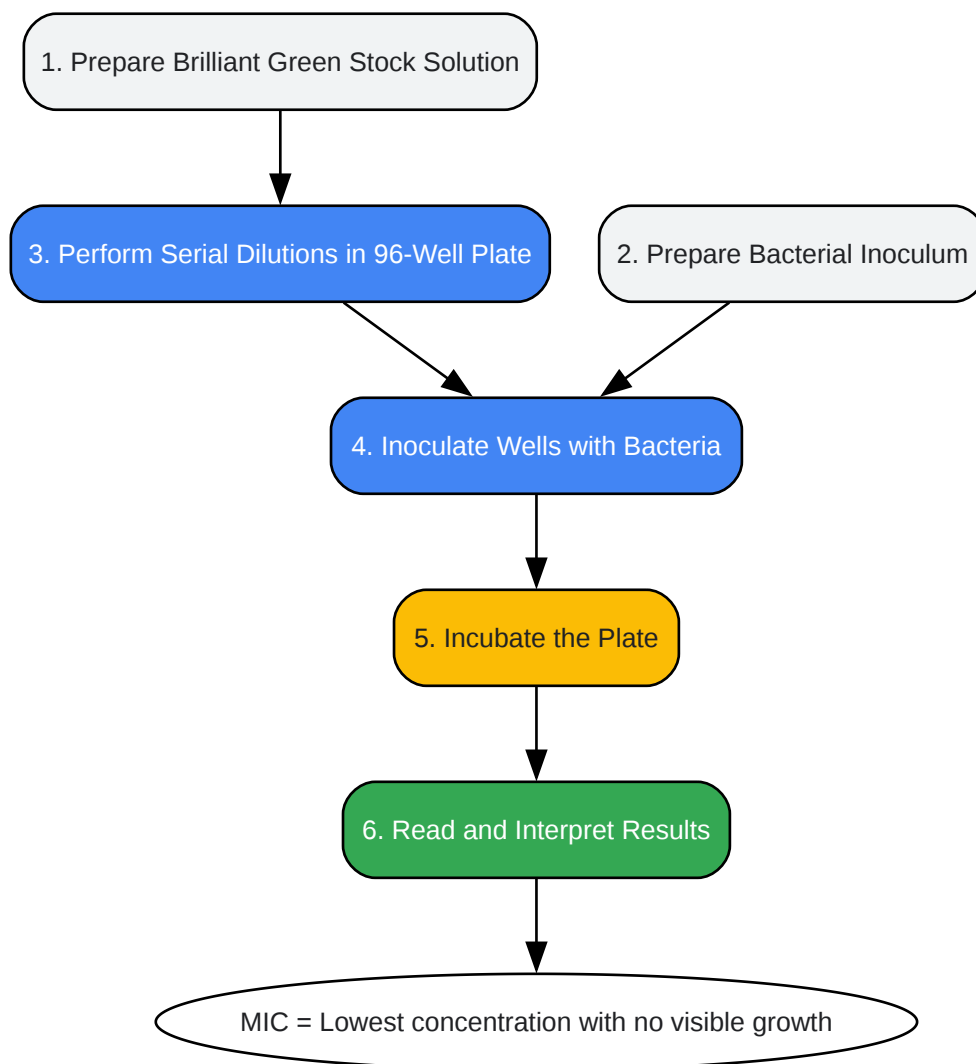 1. Prepare Brilliant Green Stock Solution
3. Perform Serial Dilutions in 96-Well Plate
2. Prepare Bacterial Inoculum
4. Inoculate Wells with Bacteria
5. Incubate the Plate
6. Read and Interpret Results
MIC = Lowest concentration with no visible growth